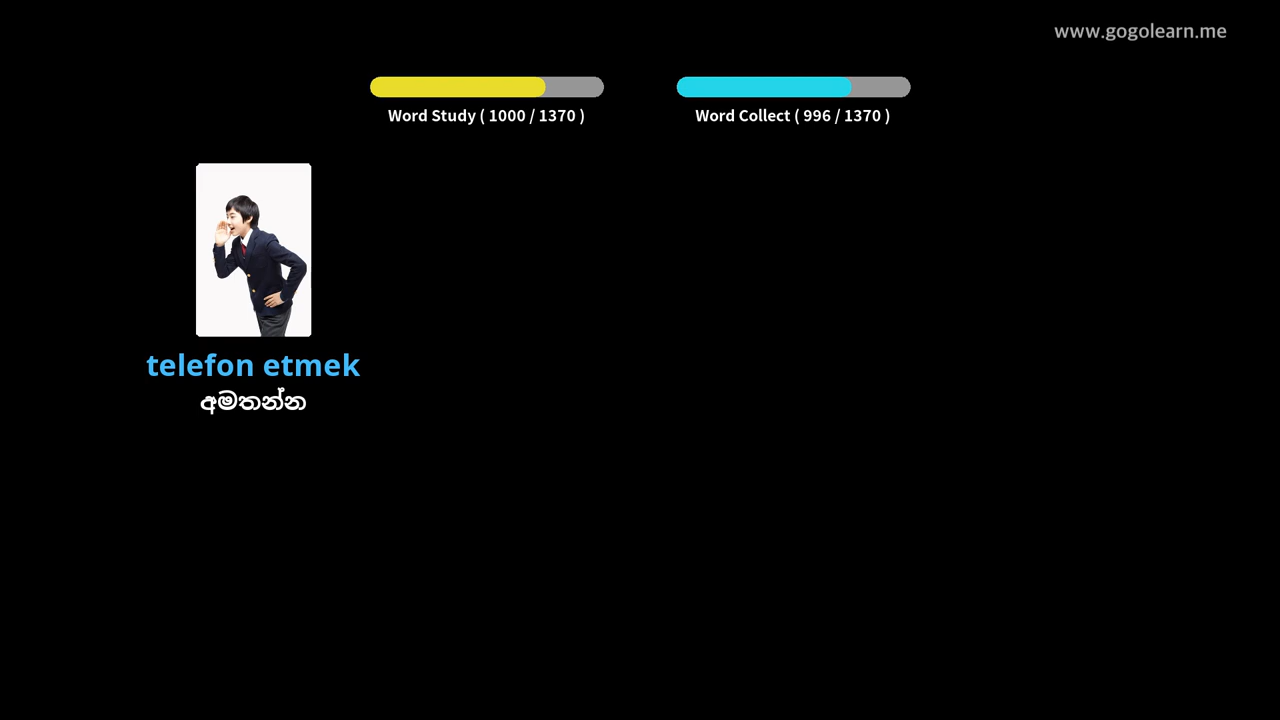 www.gogolearn.me
Word Study ( 1000 / 1370 )
Word Collect ( 996 / 1370 )
telefon etmek
අමතන්න